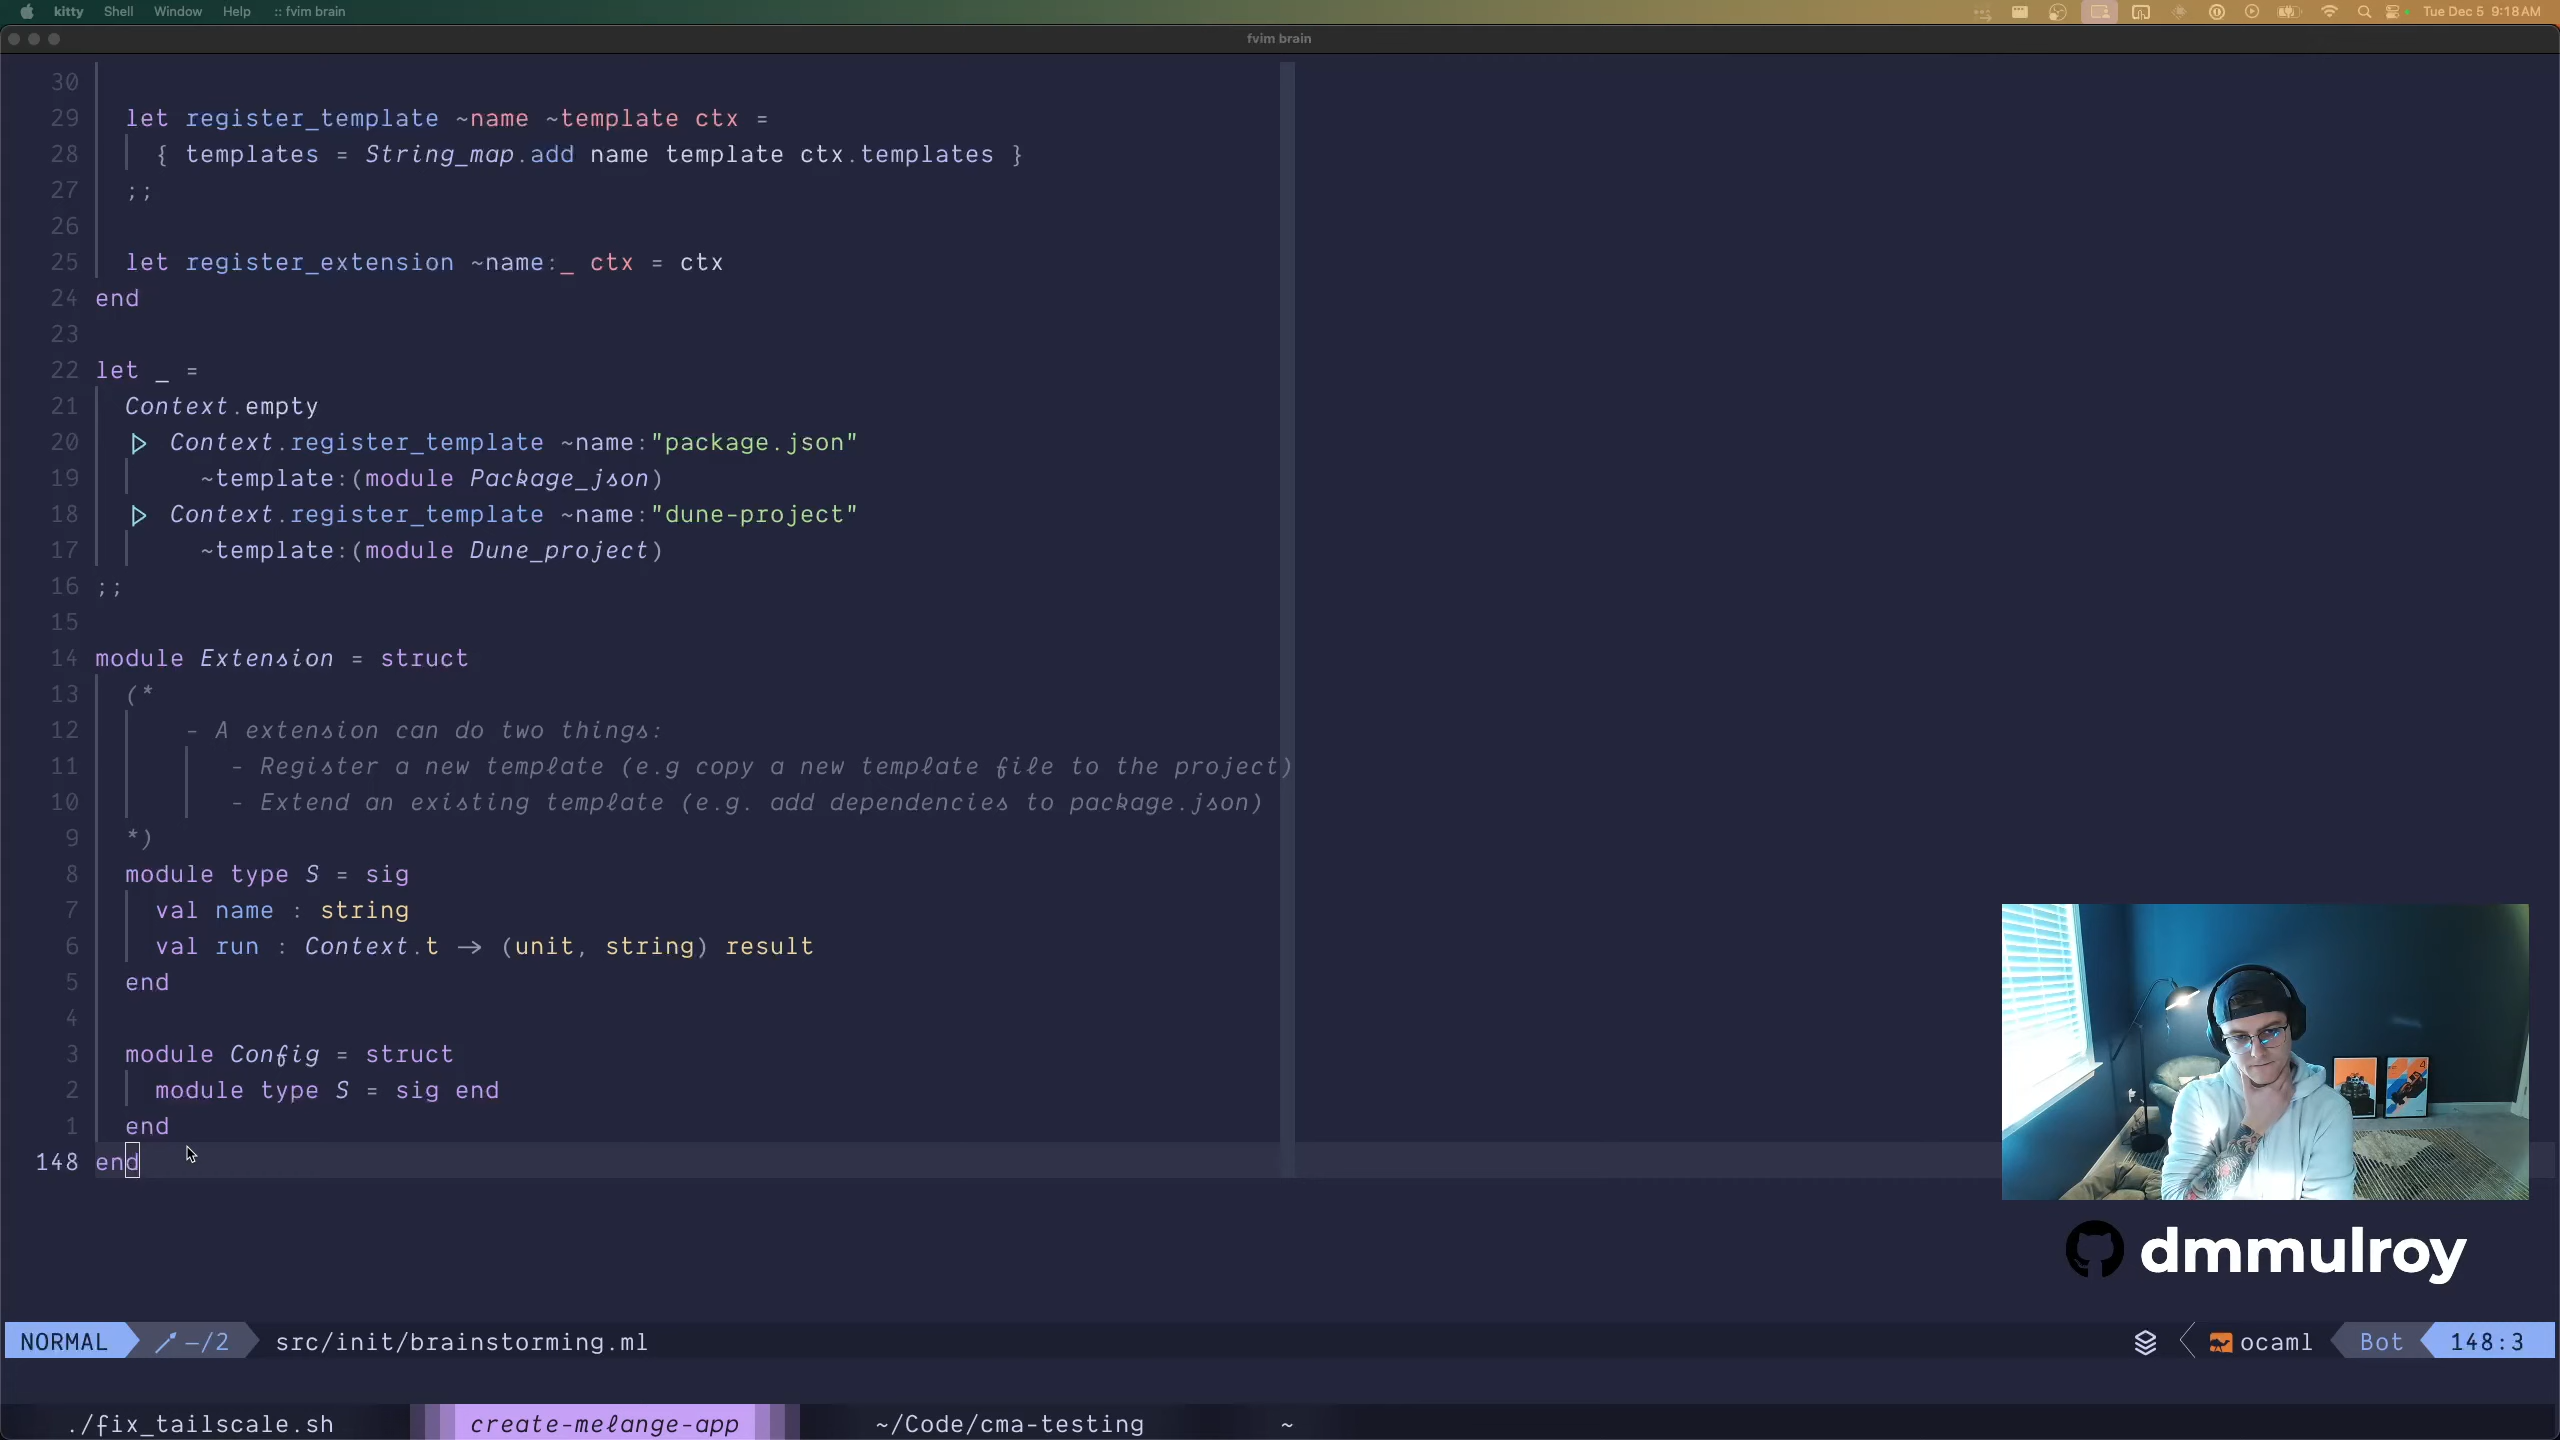 kitty Shell Window Help :: fvim brain Tue Dec 5 9:18 AM
fvim brain
30
29 let register_template ~name ~template ctx =
28 { templates = String_map.add name template ctx.templates }
27 ;;
26
25 let register_extension ~name:_ ctx = ctx
24 end
23
22 let _ =
21 Context.empty
20 ▷ Context.register_template ~name:"package.json"
19 ~template:(module Package_json)
18 ▷ Context.register_template ~name:"dune-project"
17 ~template:(module Dune_project)
16 ;;
15
14 module Extension = struct
13 (*
12 - A extension can do two things:
11 - Register a new template (e.g copy a new template file to the project)
10 - Extend an existing template (e.g. add dependencies to package.json)
9 *)
8 module type S = sig
7 val name : string
6 val run : Context.t → (unit, string) result
5 end
4
3 module Config = struct
2 module type S = sig end
1 end
148 end
dmmulroy
NORMAL –/2 src/init/brainstorming.ml ocaml Bot 148:3
./fix_tailscale.sh create-melange-app ~/Code/cma-testing ~